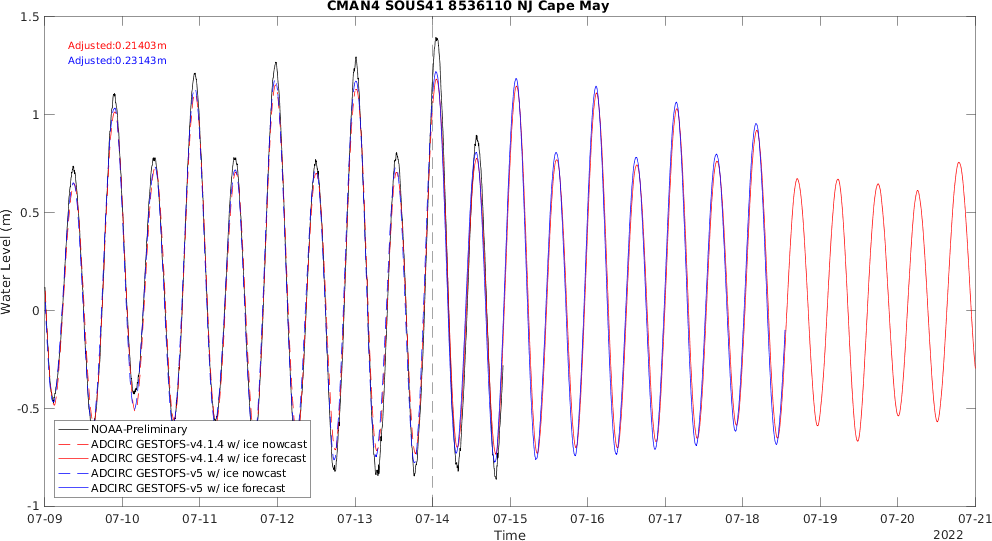 CMAN4 SOUS41 8536110 NJ Cape May
Adjusted:0.21403m
Adjusted:0.23143m
1.5
1
0.5
0
-0.5
-1
Water Level (m)
NOAA-Preliminary
ADCIRC GESTOFS-v4.1.4 w/ ice nowcast
ADCIRC GESTOFS-v4.1.4 w/ ice forecast
ADCIRC GESTOFS-v5 w/ ice nowcast
ADCIRC GESTOFS-v5 w/ ice forecast
07-09 07-10 07-11 07-12 07-13 07-14 07-15 07-16 07-17 07-18 07-19 07-20 07-21
Time
2022